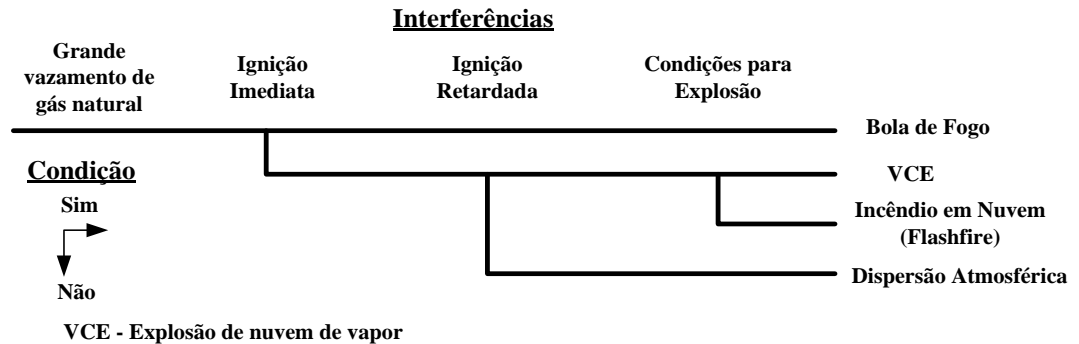 Interferências
Grande
vazamento de
gás natural
Ignição
Imediata
Ignição
Retardada
Condições para
Explosão
Bola de Fogo
Condição
VCE
Sim
Incêndio em Nuvem
(Flashfire)
Dispersão Atmosférica
Não
VCE - Explosão de nuvem de vapor